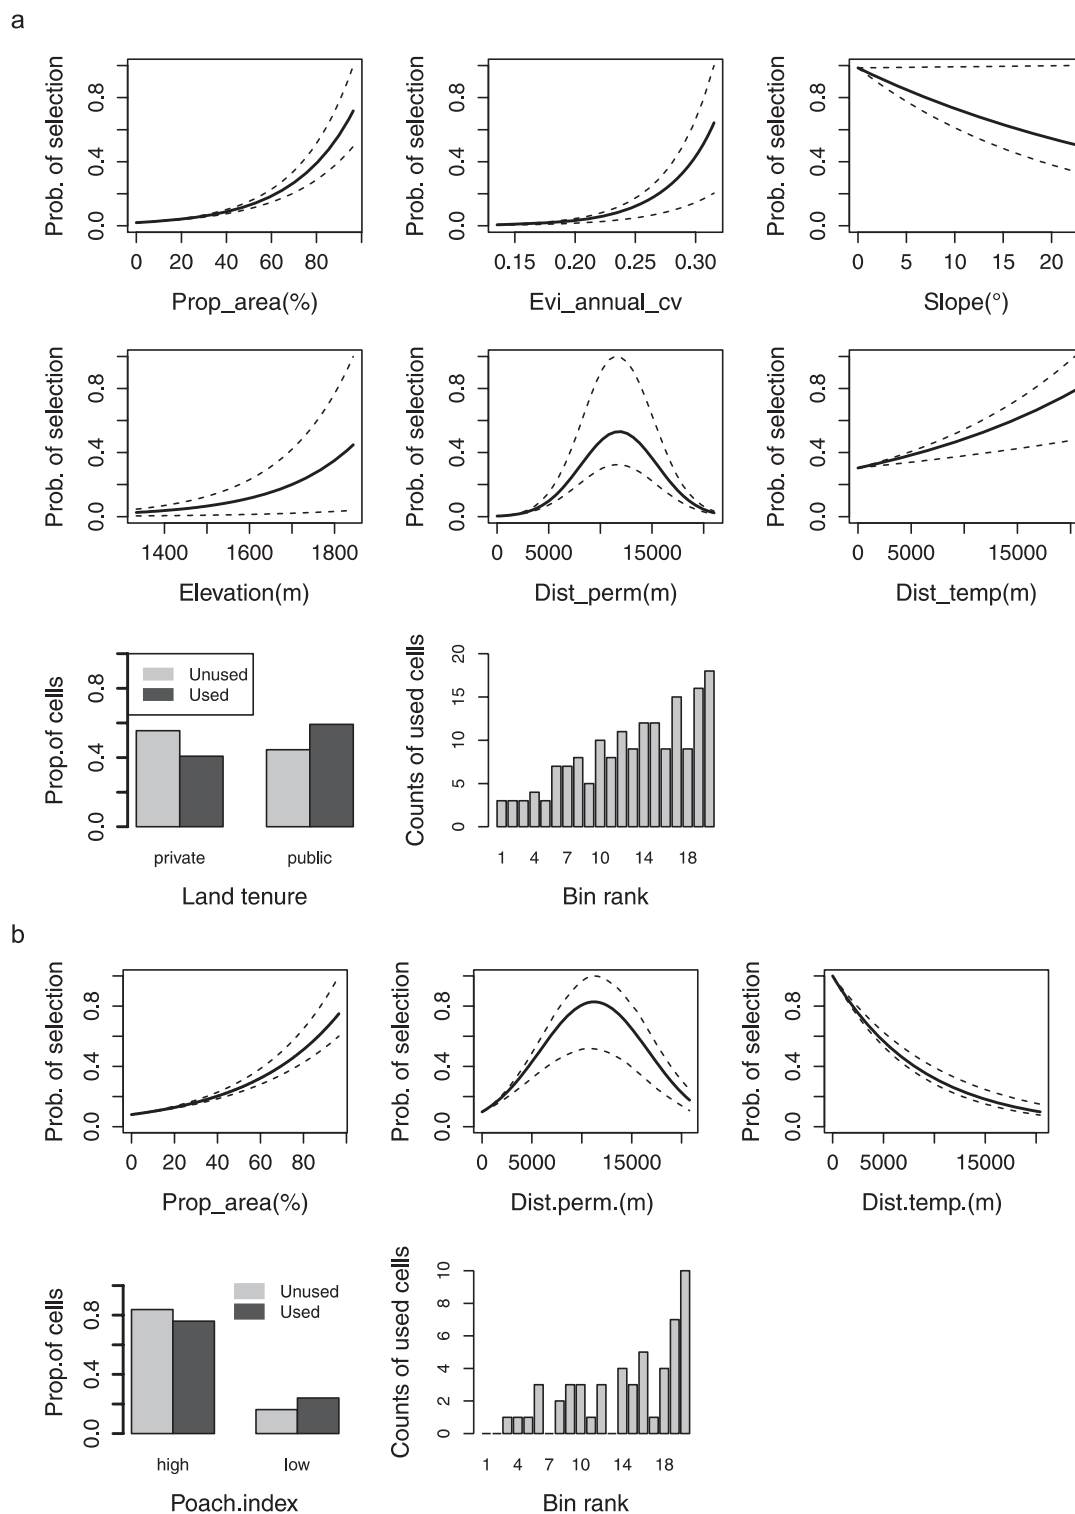 a
Prob. of selection
0.0 0.4 0.8
0 20 40 60 80
Prop_area(%)
Prob. of selection
0.0 0.4 0.8
0.15 0.20 0.25 0.30
Evi_annual_cv
Prob. of selection
0.0 0.4 0.8
0 5 10 15 20
Slope(°)
Prob. of selection
0.0 0.4 0.8
1400 1600 1800
Elevation(m)
Prob. of selection
0.0 0.4 0.8
0 5000 15000
Dist_perm(m)
Prob. of selection
0.0 0.4 0.8
0 5000 15000
Dist_temp(m)
Prop.of cells
0.0 0.4 0.8
Unused
Used
private public
Land tenure
Counts of used cells
0 5 10 15 20
1 4 7 10 14 18
Bin rank
b
Prob. of selection
0.0 0.4 0.8
0 20 40 60 80
Prop_area(%)
Prob. of selection
0.0 0.4 0.8
0 5000 15000
Dist.perm.(m)
Prob. of selection
0.0 0.4 0.8
0 5000 15000
Dist.temp.(m)
Prop.of cells
0.0 0.4 0.8
Unused
Used
high low
Poach.index
Counts of used cells
0 2 4 6 8 10
1 4 7 10 14 18
Bin rank